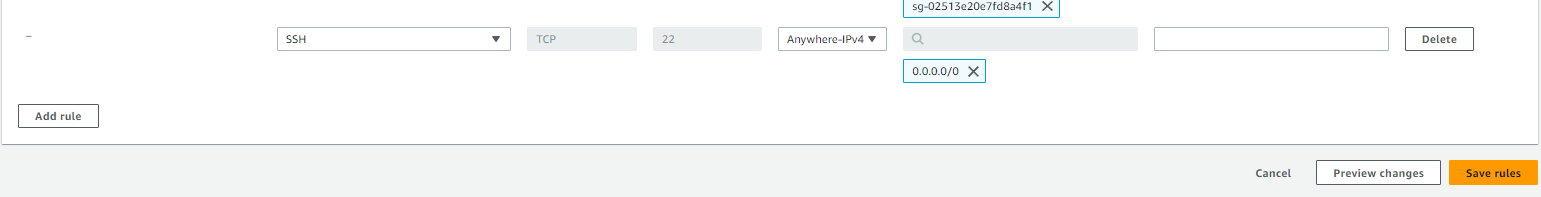 sg-02513e20e7fd8a4f1
–
SSH
TCP
22
Anywhere-IPv4
Delete
0.0.0.0/0
Add rule
Cancel
Preview changes
Save rules